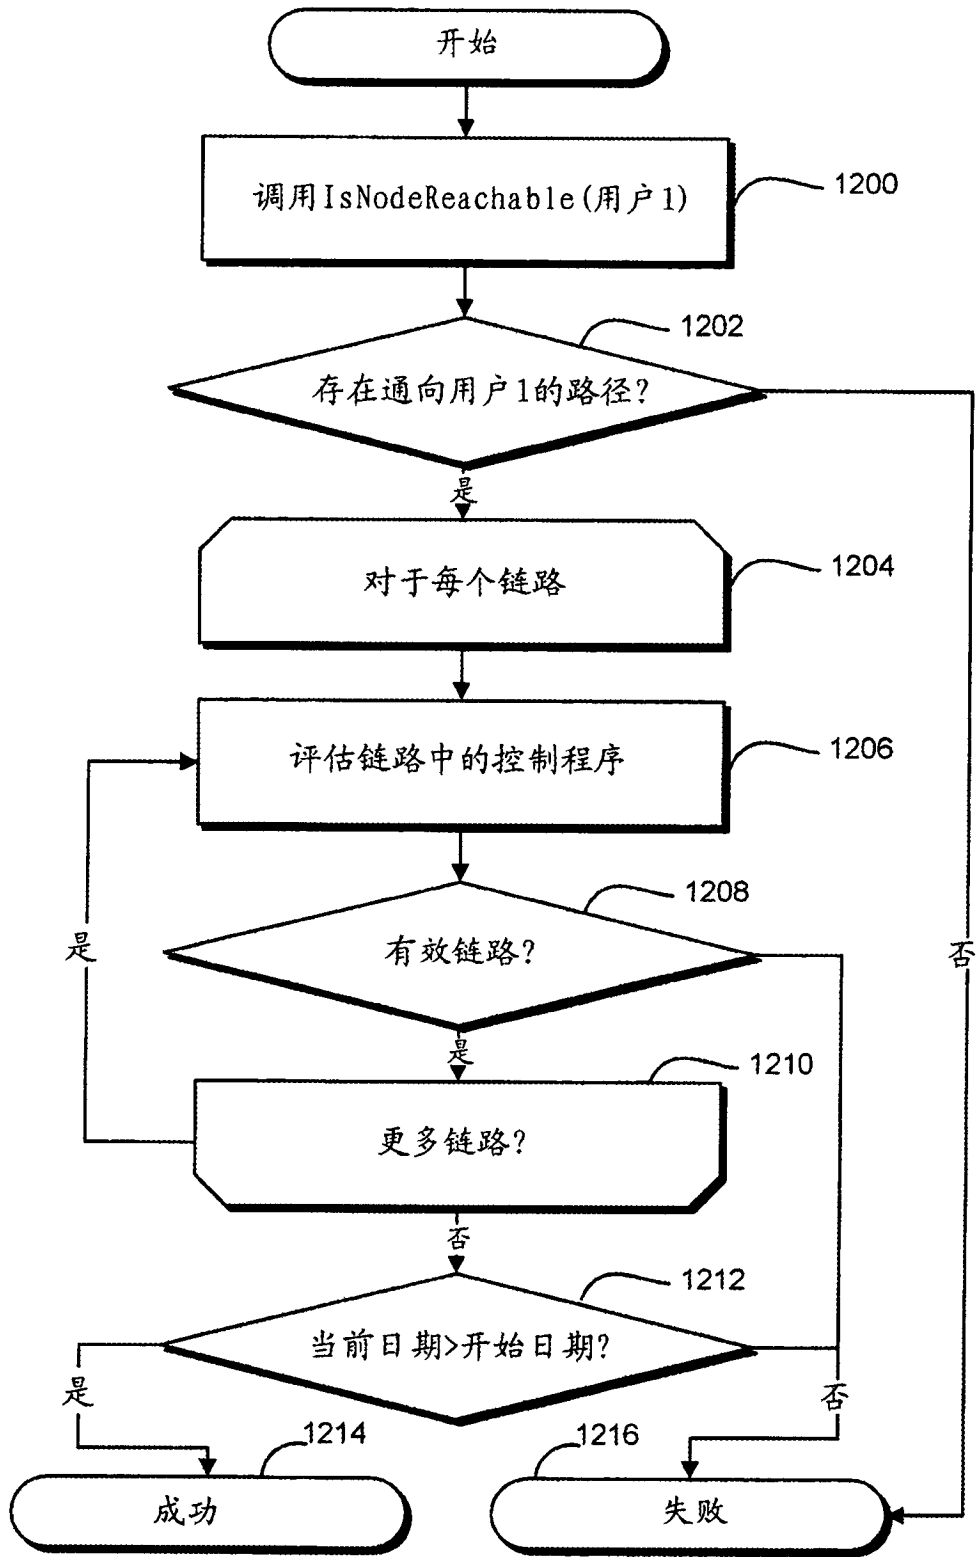 开始
调用IsNodeReachable(用户1)
1200
1202
存在通向用户1的路径?
是
对于每个链路
1204
评估链路中的控制程序
1206
1208
有效链路?
是
否
是
1210
更多链路?
否
1212
当前日期>开始日期?
是
否
1214
1216
成功
失败